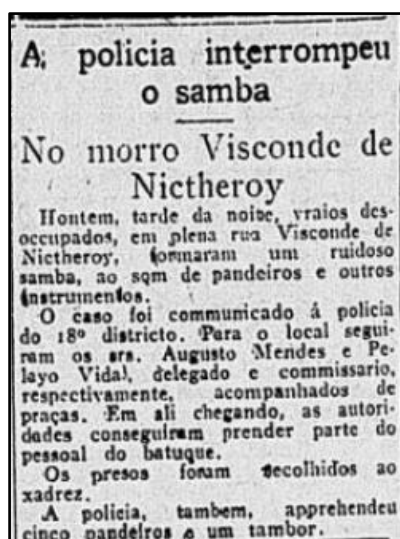 A policia interrompeu
o samba
No morro Visconde de
Nictheroy
Hontem, tarde da noise, vraios des-
occupados, em plena rua Visconde de
Nictheroy, formaram um ruidoso
samba, ao som de pandeiros e outros
instrumentos.
O caso foi communicado á policia
do 18º districto. Para o local segui-
ram os srs. Augusto Mendes e Pe-
layo Vidal, delegado e commissario,
respectivamente, acompanhados de
praças. Em ali chegando, as autori-
dades conseguiram prender parte do
pessoal do batuque.
Os presos foram recolhidos ao
xadrez.
A policia, tambem, apprehendeu
cinco pandeiros e um tambor.